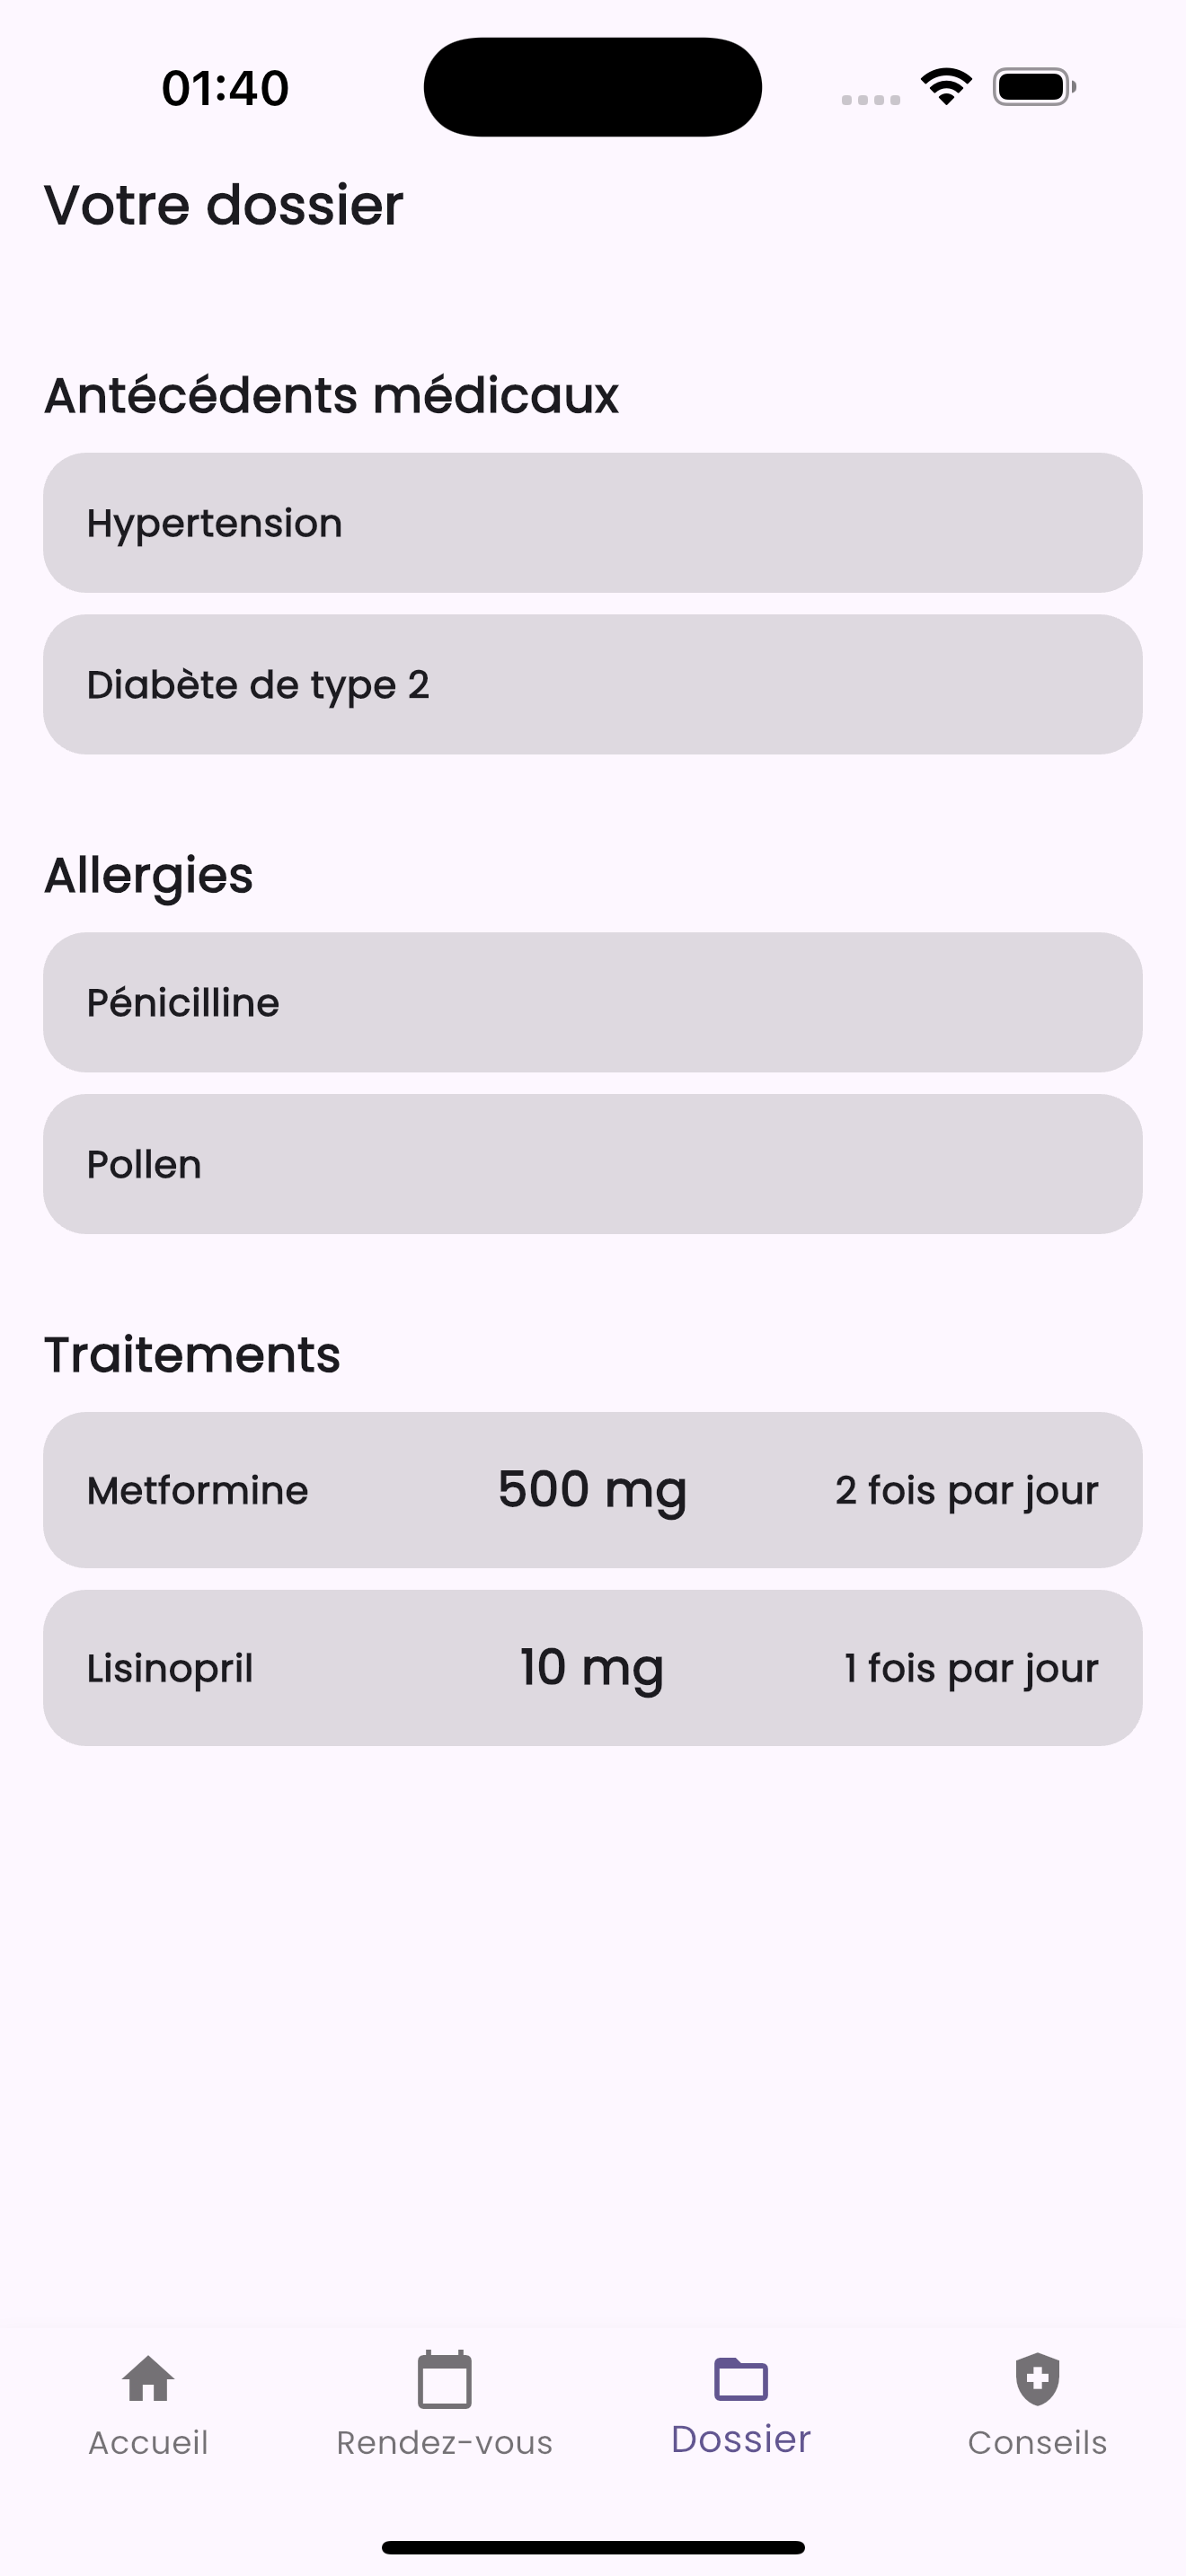 01:40
Votre dossier
Antécédents médicaux
Hypertension
Diabète de type 2
Allergies
Pénicilline
Pollen
Traitements
Metformine 500 mg 2 fois par jour
Lisinopril 10 mg 1 fois par jour
Accueil Rendez-vous Dossier Conseils